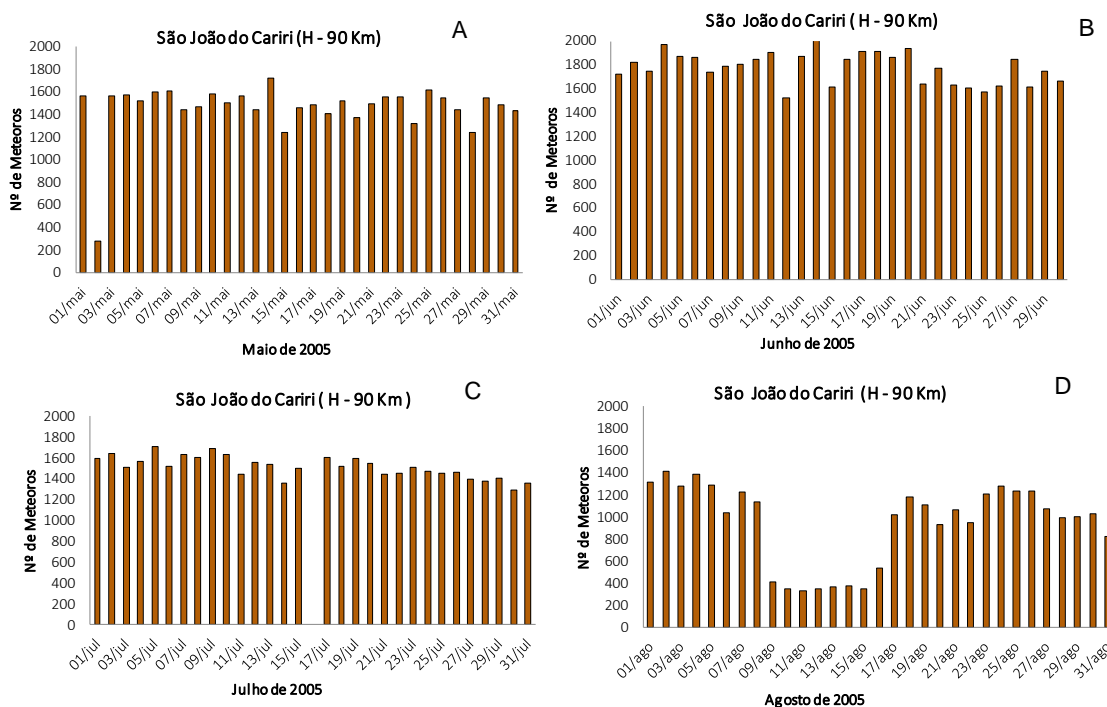 São João do Cariri (H - 90 Km)
A
2000
1800
1600
1400
1200
1000
800
600
400
200
0
Nº de Meteoros
01/mai
03/mai
05/mai
07/mai
09/mai
11/mai
13/mai
15/mai
17/mai
19/mai
21/mai
23/mai
25/mai
27/mai
29/mai
31/mai
Maio de 2005
São João do Cariri ( H - 90 Km)
B
2000
1800
1600
1400
1200
1000
800
600
400
200
0
Nº de Meteoros
01/jun
03/jun
05/jun
07/jun
09/jun
11/jun
13/jun
15/jun
17/jun
19/jun
21/jun
23/jun
25/jun
27/jun
29/jun
Junho de 2005
São João do Cariri ( H - 90 Km )
C
2000
1800
1600
1400
1200
1000
800
600
400
200
0
Nº de Meteoros
01/jul
03/jul
05/jul
07/jul
09/jul
11/jul
13/jul
15/jul
17/jul
19/jul
21/jul
23/jul
25/jul
27/jul
29/jul
31/jul
Julho de 2005
São João do Cariri (H - 90 Km)
D
2000
1800
1600
1400
1200
1000
800
600
400
200
0
Nº de Meteoros
01/ago
03/ago
05/ago
07/ago
09/ago
11/ago
13/ago
15/ago
17/ago
19/ago
21/ago
23/ago
25/ago
27/ago
29/ago
31/ago
Agosto de 2005